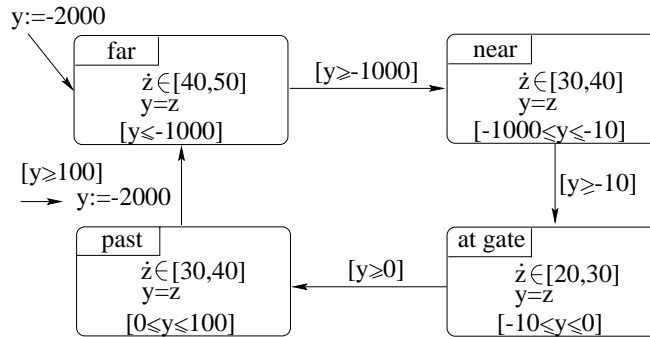 y:=-2000
far
ż∈[40,50]
y=z
[y⩽-1000]
[y⩾-1000]
near
ż∈[30,40]
y=z
[-1000⩽y⩽-10]
[y⩾100]
y:=-2000
[y⩾-10]
past
ż∈[30,40]
y=z
[0⩽y⩽100]
[y⩾0]
at gate
ż∈[20,30]
y=z
[-10⩽y⩽0]